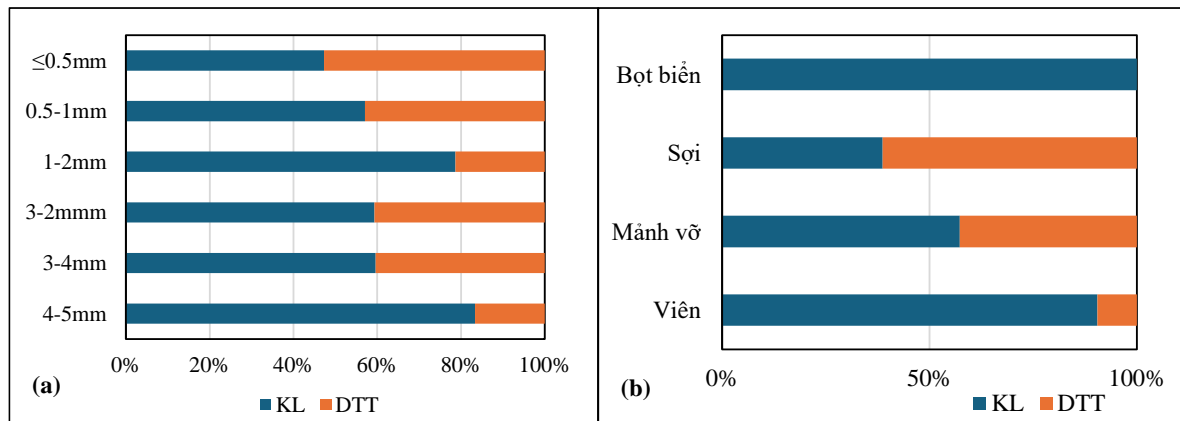 ≤0.5mm
0.5-1mm
1-2mm
3-2mmm
3-4mm
4-5mm
0% 20% 40% 60% 80% 100%
(a)
KL DTT
Bọt biển
Sợi
Mảnh vỡ
Viên
0% 50% 100%
(b)
KL DTT